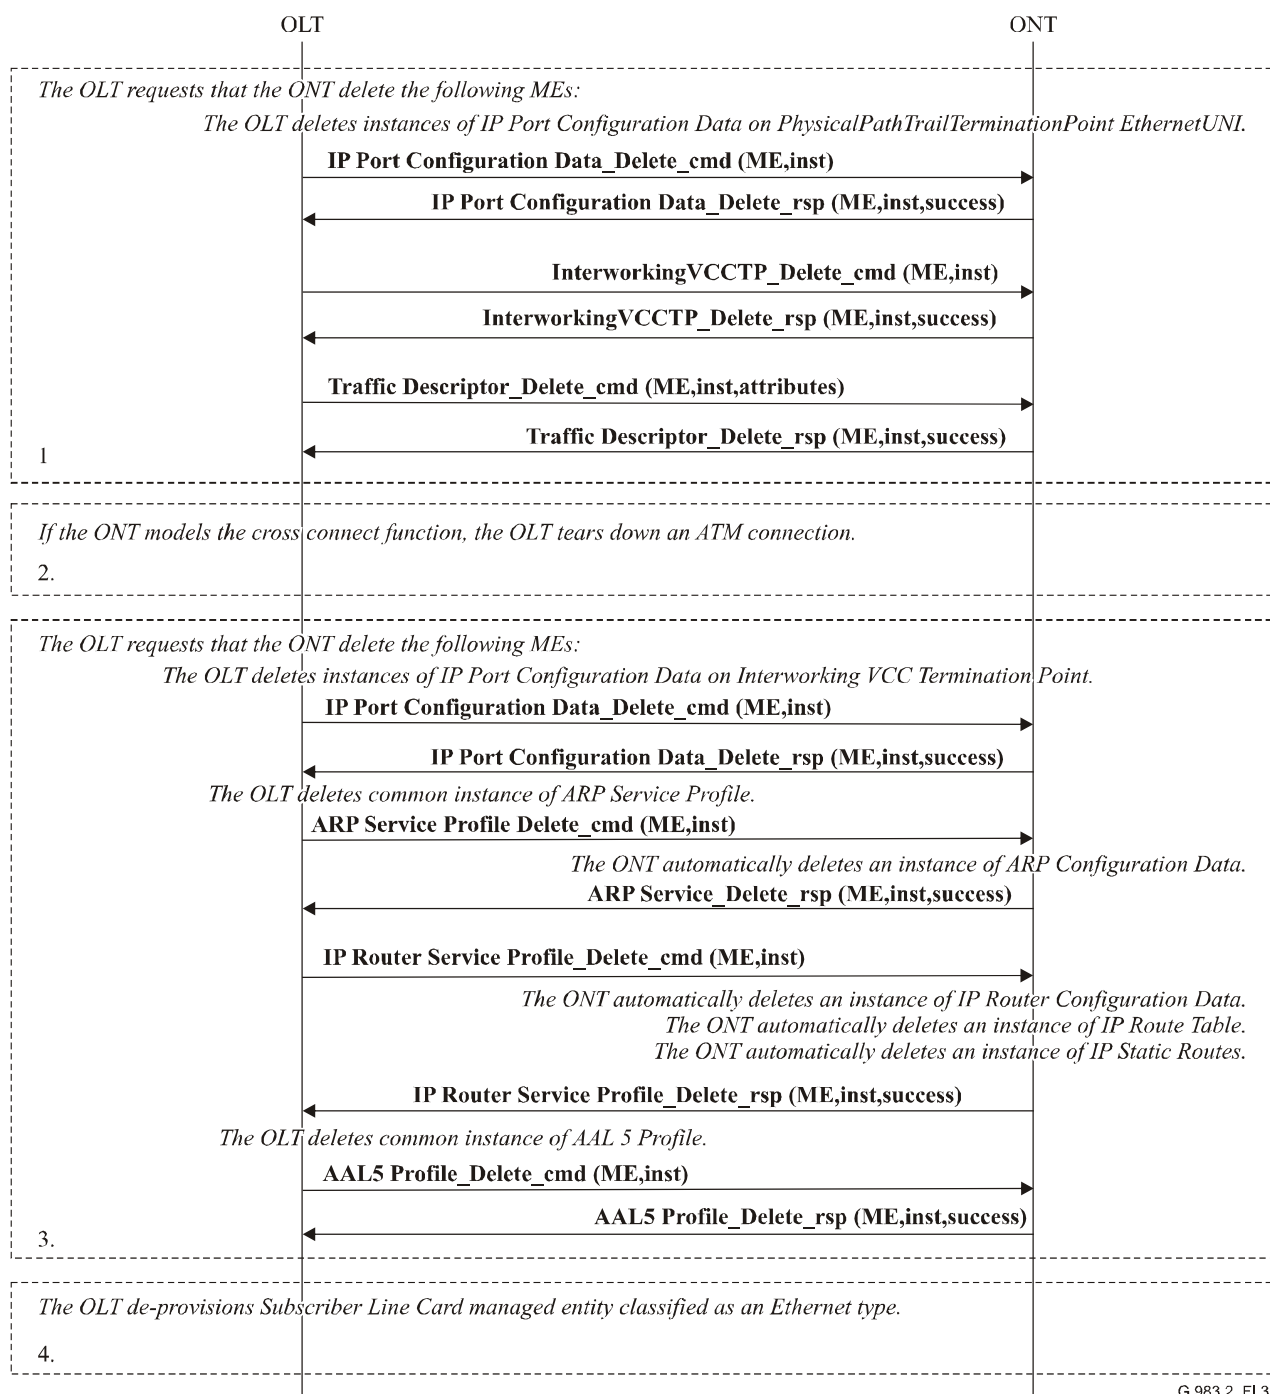 OLT ONT
The OLT requests that the ONT delete the following MEs:
The OLT deletes instances of IP Port Configuration Data on PhysicalPathTrailTerminationPoint EthernetUNI.
IP Port Configuration Data_Delete_cmd (ME,inst)
IP Port Configuration Data_Delete_rsp (ME,inst,success)
InterworkingVCCTP_Delete_cmd (ME,inst)
InterworkingVCCTP_Delete_rsp (ME,inst,success)
Traffic Descriptor_Delete_cmd (ME,inst,attributes)
Traffic Descriptor_Delete_rsp (ME,inst,success)
1
If the ONT models the cross connect function, the OLT tears down an ATM connection.
2.
The OLT requests that the ONT delete the following MEs:
The OLT deletes instances of IP Port Configuration Data on Interworking VCC Termination Point.
IP Port Configuration Data_Delete_cmd (ME,inst)
IP Port Configuration Data_Delete_rsp (ME,inst,success)
The OLT deletes common instance of ARP Service Profile.
ARP Service Profile Delete_cmd (ME,inst)
The ONT automatically deletes an instance of ARP Configuration Data.
ARP Service_Delete_rsp (ME,inst,success)
IP Router Service Profile_Delete_cmd (ME,inst)
The ONT automatically deletes an instance of IP Router Configuration Data.
The ONT automatically deletes an instance of IP Route Table.
The ONT automatically deletes an instance of IP Static Routes.
IP Router Service Profile_Delete_rsp (ME,inst,success)
The OLT deletes common instance of AAL 5 Profile.
AAL5 Profile_Delete_cmd (ME,inst)
AAL5 Profile_Delete_rsp (ME,inst,success)
3.
The OLT de-provisions Subscriber Line Card managed entity classified as an Ethernet type.
4.